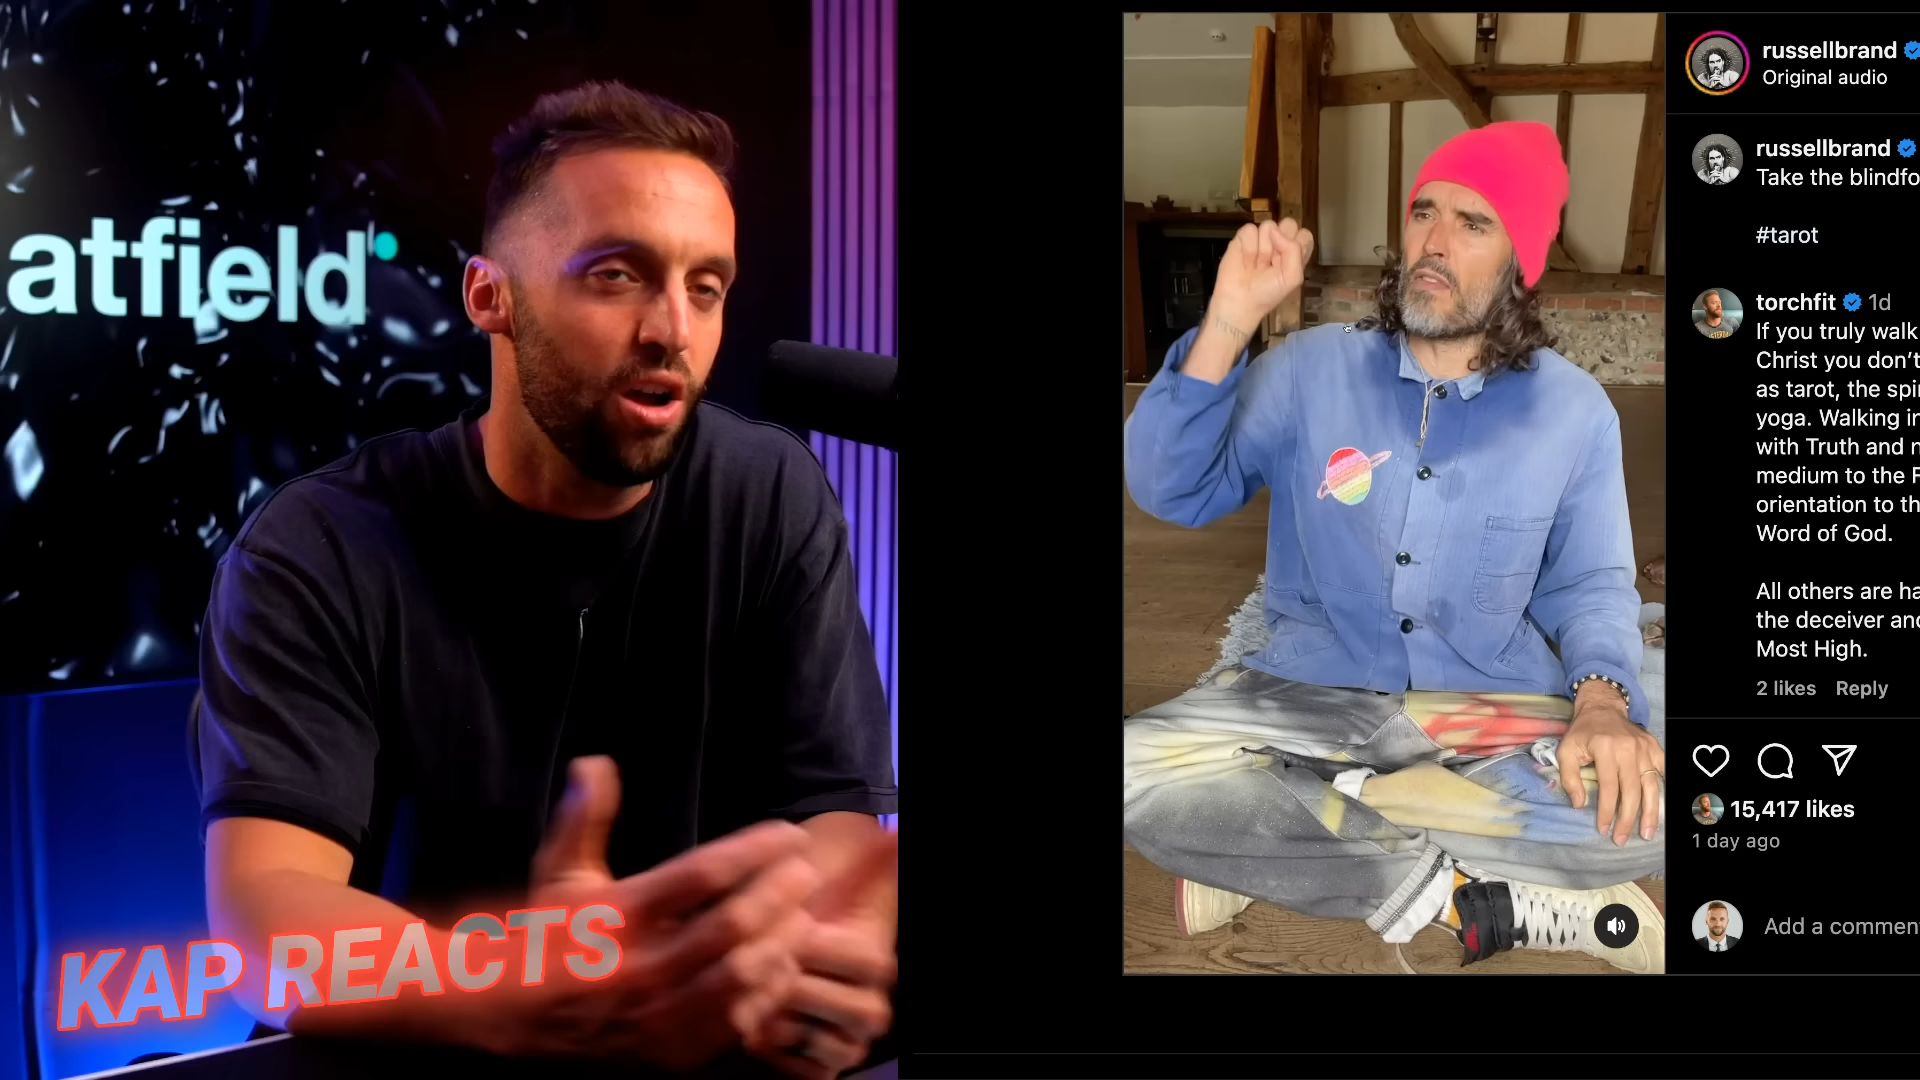 atfield
KAP REACTS
russellbrand
Original audio
russellbrand
Take the blindfo
#tarot
torchfit 1d
If you truly walk
Christ you don't
as tarot, the spi
yoga. Walking in
with Truth and n
medium to the F
orientation to th
Word of God.
All others are ha
the deceiver and
Most High.
2 likes Reply
15,417 likes
1 day ago
Add a commen